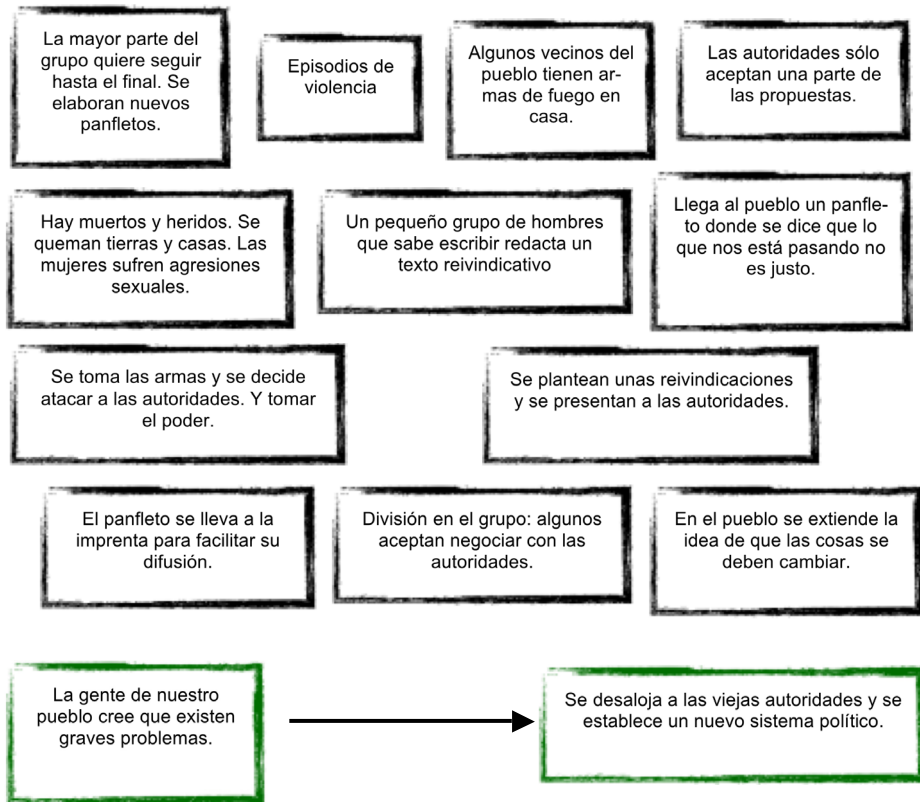 La mayor parte del
grupo quiere seguir
hasta el final. Se
elaboran nuevos
panfletos.
Episodios de
violencia
Algunos vecinos del
pueblo tienen ar-
mas de fuego en
casa.
Las autoridades sólo
aceptan una parte de
las propuestas.
Hay muertos y heridos. Se
queman tierras y casas. Las
mujeres sufren agresiones
sexuales.
Un pequeño grupo de hombres
que sabe escribir redacta un
texto reivindicativo
Llega al pueblo un panfle-
to donde se dice que lo
que nos está pasando no
es justo.
Se toma las armas y se decide
atacar a las autoridades. Y tomar
el poder.
Se plantean unas reivindicaciones
y se presentan a las autoridades.
El panfleto se lleva a la
imprenta para facilitar su
difusión.
División en el grupo: algunos
aceptan negociar con las
autoridades.
En el pueblo se extiende la
idea de que las cosas se
deben cambiar.
La gente de nuestro
pueblo cree que existen
graves problemas.
Se desaloja a las viejas autoridades y se
establece un nuevo sistema político.